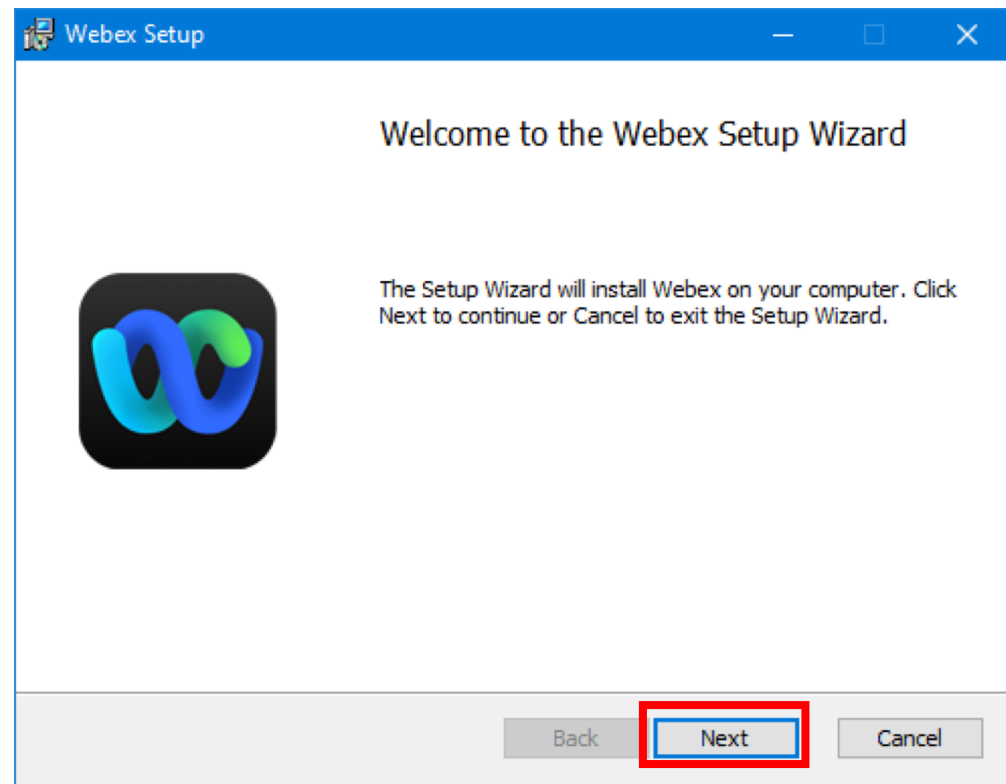 Webex Setup
Welcome to the Webex Setup Wizard
The Setup Wizard will install Webex on your computer. Click
Next to continue or Cancel to exit the Setup Wizard.
Back Next Cancel